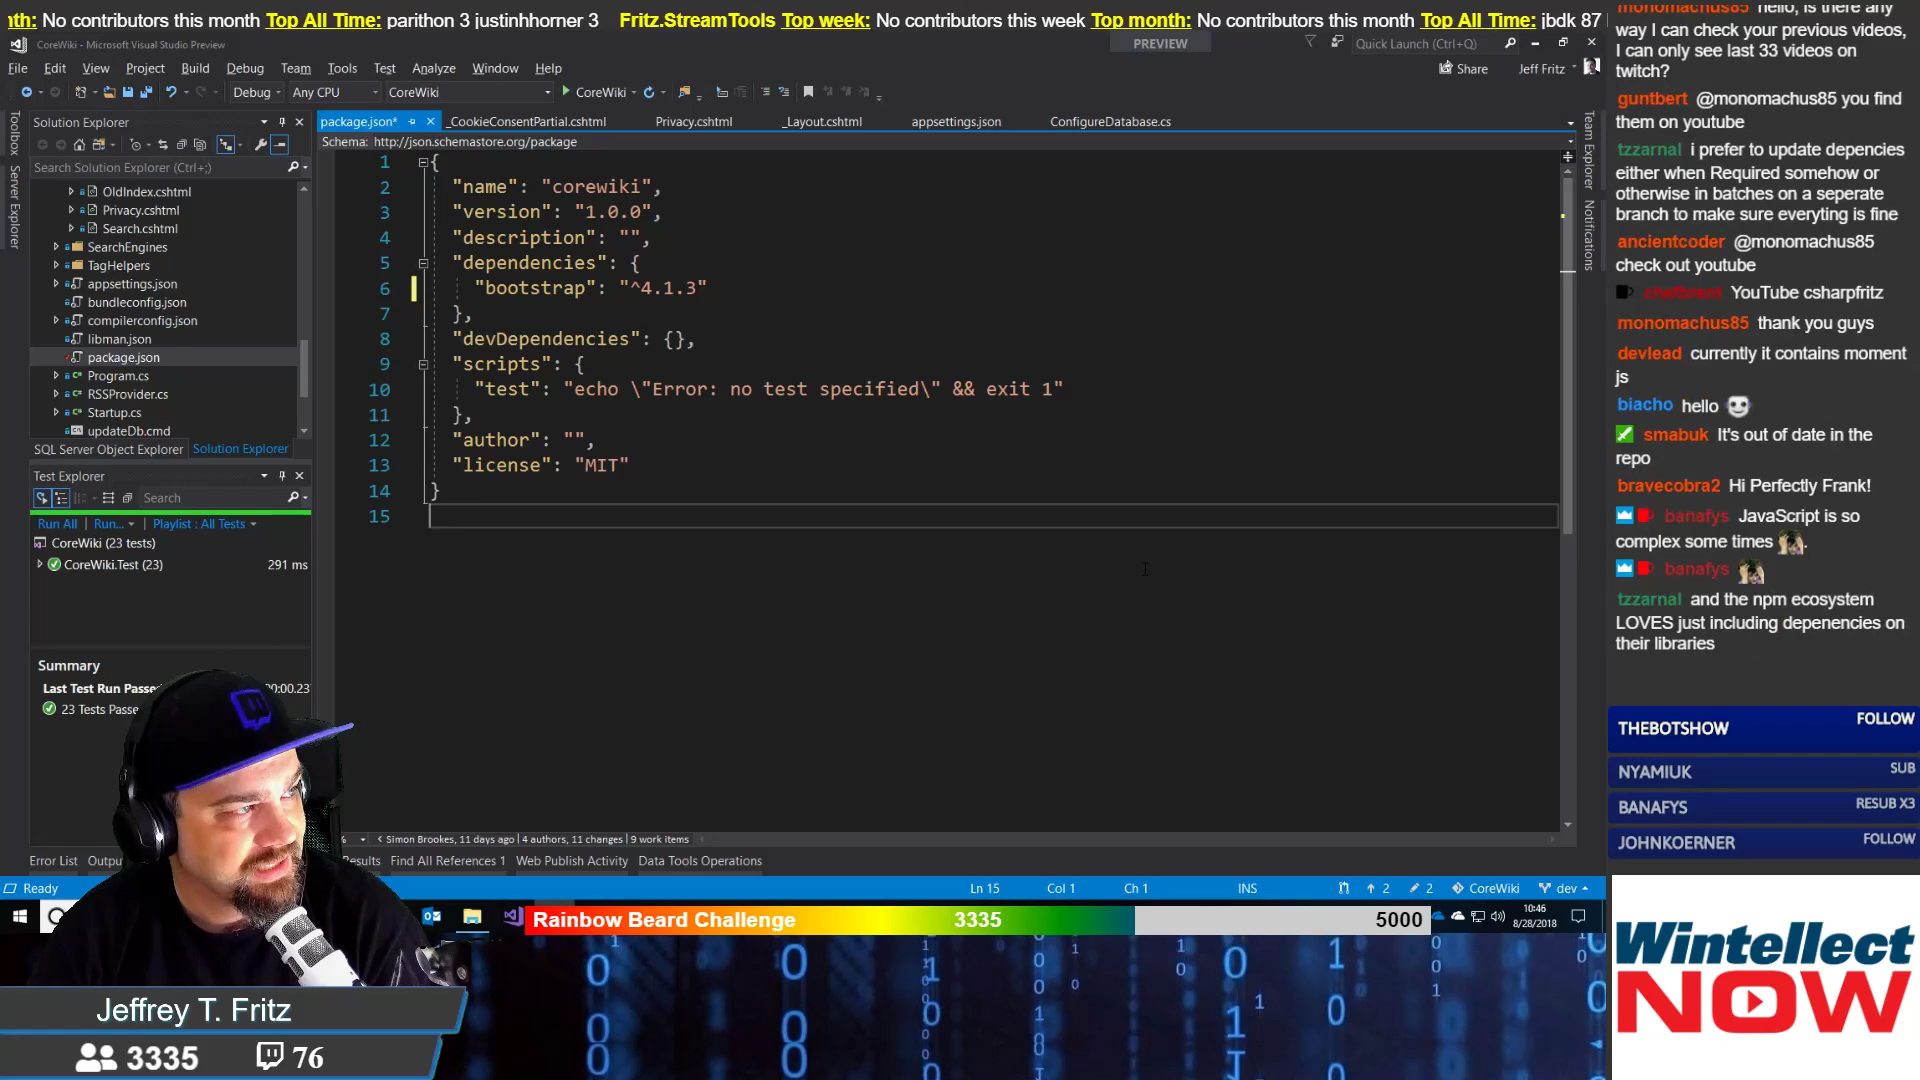 ıth: No contributors this month Top All Time: parithon 3 justinhhorner 3 Fritz.StreamTools Top week: No contributors this week Top month: No contributors this month Top All Time: jbdk 87
CoreWiki - Microsoft Visual Studio Preview
PREVIEW
Quick Launch (Ctrl+Q)
File Edit View Project Build Debug Team Tools Test Analyze Window Help
Share Jeff Fritz
Debug Any CPU CoreWiki CoreWiki
Toolbox
Server Explorer
Solution Explorer
Search Solution Explorer (Ctrl+;)
OldIndex.cshtml
Privacy.cshtml
Search.cshtml
SearchEngines
TagHelpers
appsettings.json
bundleconfig.json
compilerconfig.json
libman.json
package.json
Program.cs
RSSProvider.cs
Startup.cs
updateDb.cmd
SQL Server Object Explorer Solution Explorer
Test Explorer
Search
Run All Run... Playlist : All Tests
CoreWiki (23 tests)
CoreWiki.Test (23) 291 ms
Summary
Last Test Run Passe
0:00.23
23 Tests Passe
package.json* _CookieConsentPartial.cshtml Privacy.cshtml _Layout.cshtml appsettings.json ConfigureDatabase.cs
Schema: http://json.schemastore.org/package
1 {
2 "name": "corewiki",
3 "version": "1.0.0",
4 "description": "",
5 "dependencies": {
6 "bootstrap": "^4.1.3"
7 },
8 "devDependencies": {},
9 "scripts": {
10 "test": "echo \"Error: no test specified\" && exit 1"
11 },
12 "author": "",
13 "license": "MIT"
14 }
15
% < Simon Brookes, 11 days ago | 4 authors, 11 changes | 9 work items
Error List Outp Results Find All References 1 Web Publish Activity Data Tools Operations
Ready Ln 15 Col 1 Ch 1 INS 2 2 CoreWiki dev
Team Explorer
Notifications
Rainbow Beard Challenge 3335 5000
10:46
8/28/2018
Jeffrey T. Fritz
3335 76
monomachus85 hello, is there any
way I can check your previous videos,
I can only see last 33 videos on
twitch?
guntbert @monomachus85 you find
them on youtube
tzzarnal i prefer to update depencies
either when Required somehow or
otherwise in batches on a seperate
branch to make sure everyting is fine
ancientcoder @monomachus85
check out youtube
chefbrent YouTube csharpfritz
monomachus85 thank you guys
devlead currently it contains moment
js
biacho hello
smabuk It's out of date in the
repo
bravecobra2 Hi Perfectly Frank!
banafys JavaScript is so
complex some times .
banafys
tzzarnal and the npm ecosystem
LOVES just including depenencies on
their libraries
THEBOTSHOW FOLLOW
NYAMIUK SUB
BANAFYS RESUB X3
JOHNKOERNER FOLLOW
Wintellect
NOW